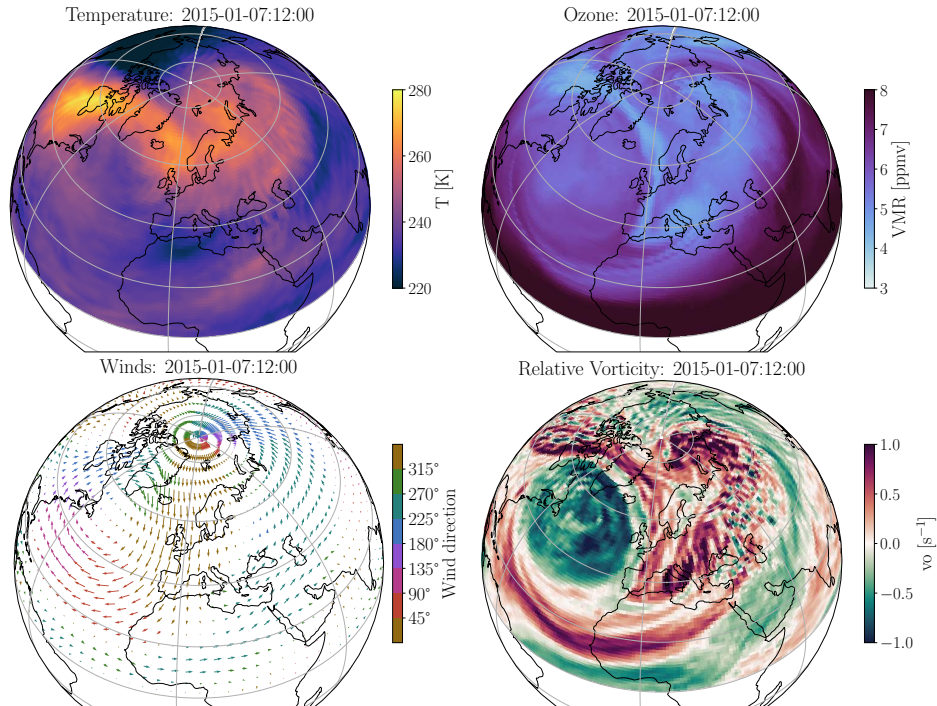 Temperature: 2015-01-07:12:00
280
260
240
220
T [K]
Ozone: 2015-01-07:12:00
8
7
6
5
4
3
VMR [ppmv]
Winds: 2015-01-07:12:00
315°
270°
225°
180°
135°
90°
45°
Wind direction
Relative Vorticity: 2015-01-07:12:00
1.0
0.5
0.0
−0.5
−1.0
vo [s⁻¹]